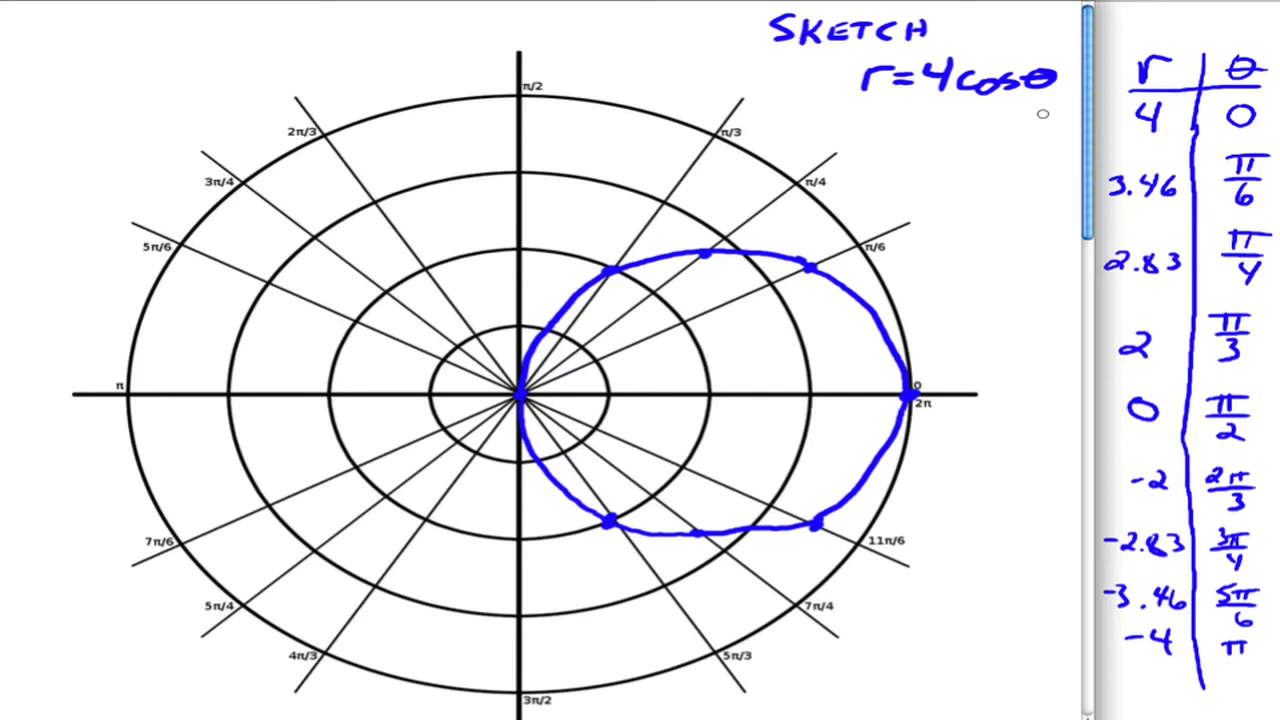 SKETCH
r=4cosθ
π/2
2π/3
π/3
3π/4
π/4
5π/6
π/6
π
0
2π
7π/6
11π/6
5π/4
7π/4
4π/3
5π/3
3π/2
r θ
4 0
3.46 π/6
2.83 π/4
2 π/3
0 π/2
-2 2π/3
-2.83 3π/4
-3.46 5π/6
-4 π